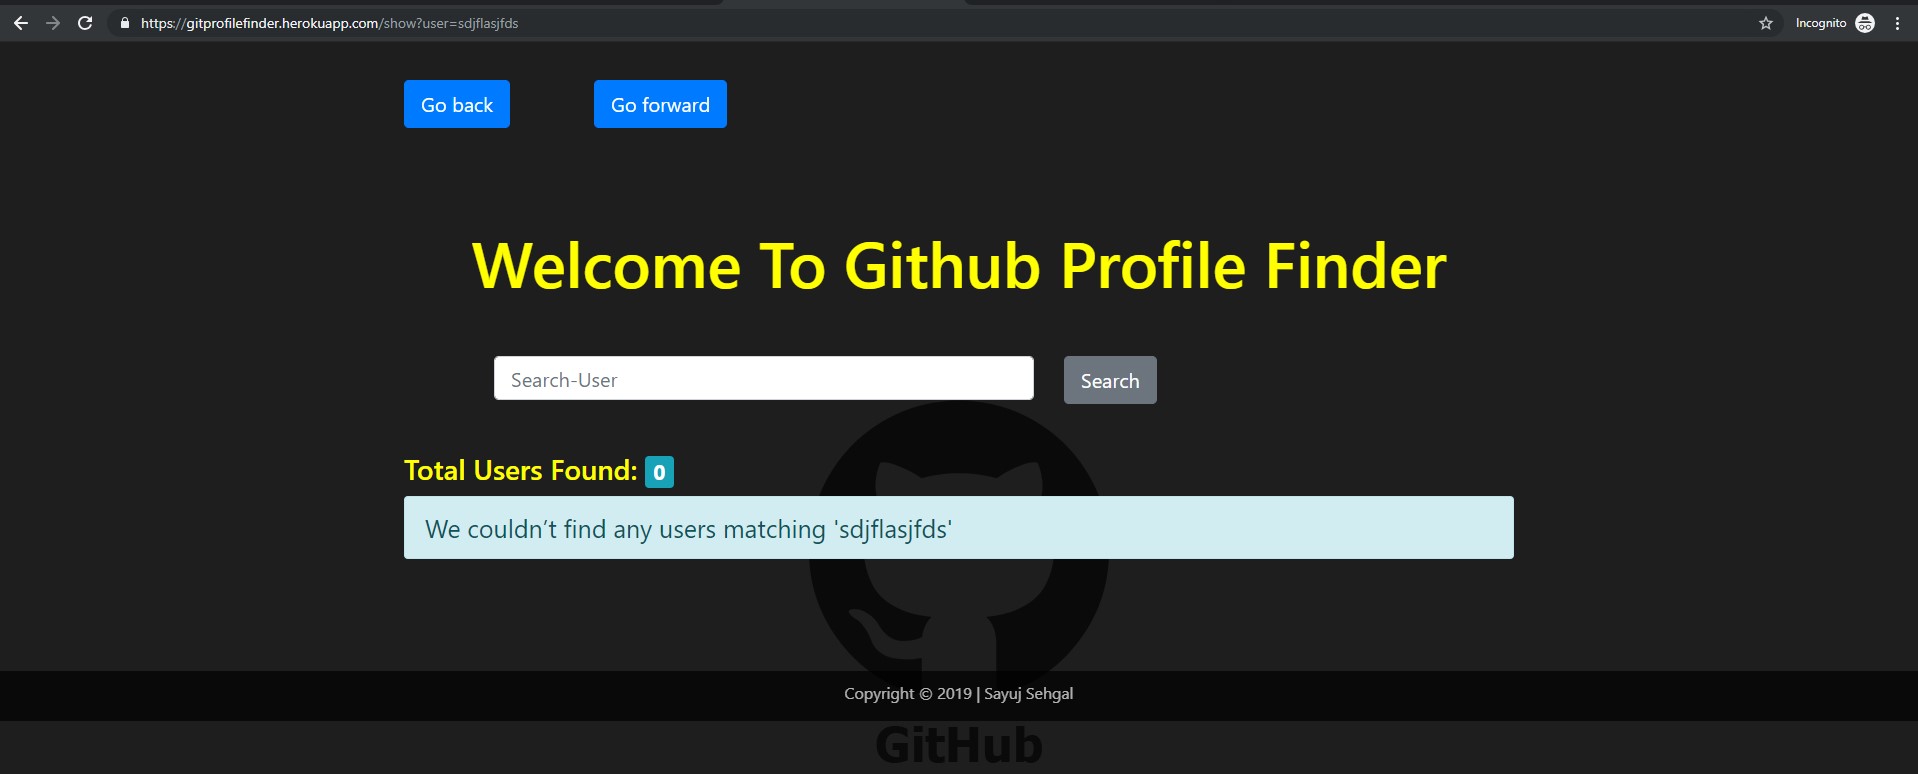 https://gitprofilefinder.herokuapp.com/show?user=sdjflasjfds
Incognito
Go back
Go forward
Welcome To Github Profile Finder
Search-User
Search
Total Users Found: 0
We couldn’t find any users matching 'sdjflasjfds'
Copyright © 2019 | Sayuj Sehgal
GitHub